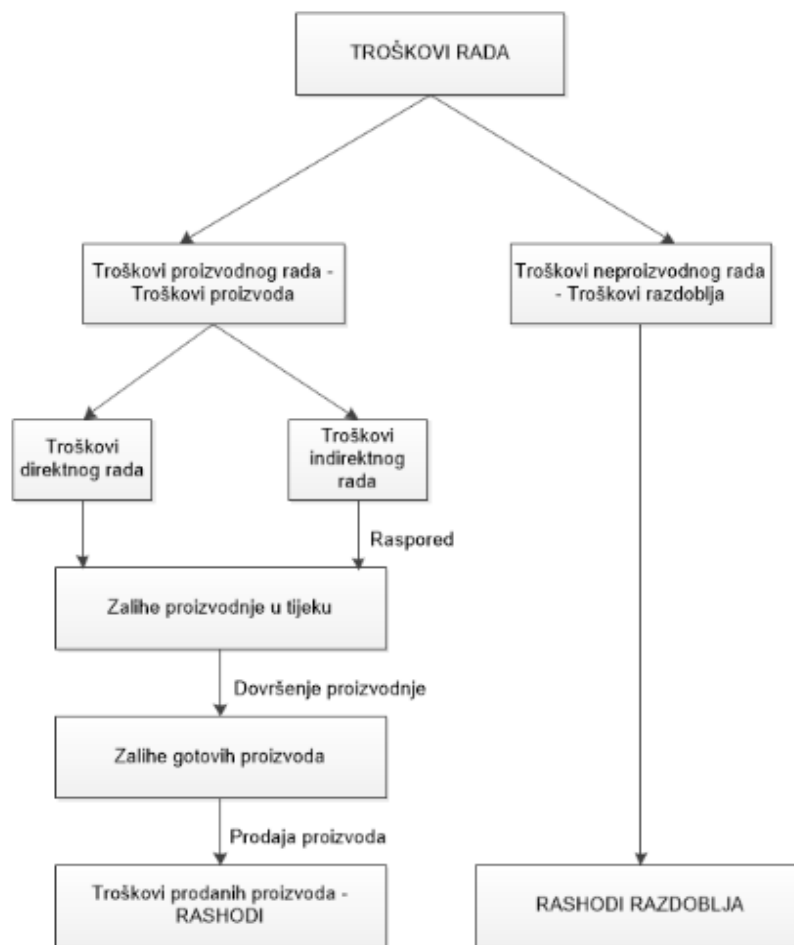 TROŠKOVI RADA
Troškovi proizvodnog rada -
Troškovi proizvoda
Troškovi neproizvodnog rada
- Troškovi razdoblja
Troškovi
direktnog rada
Troškovi
indirektnog
rada
Raspored
Zalihe proizvodnje u tijeku
Dovršenje proizvodnje
Zalihe gotovih proizvoda
Prodaja proizvoda
Troškovi prodanih proizvoda -
RASHODI
RASHODI RAZDOBLJA